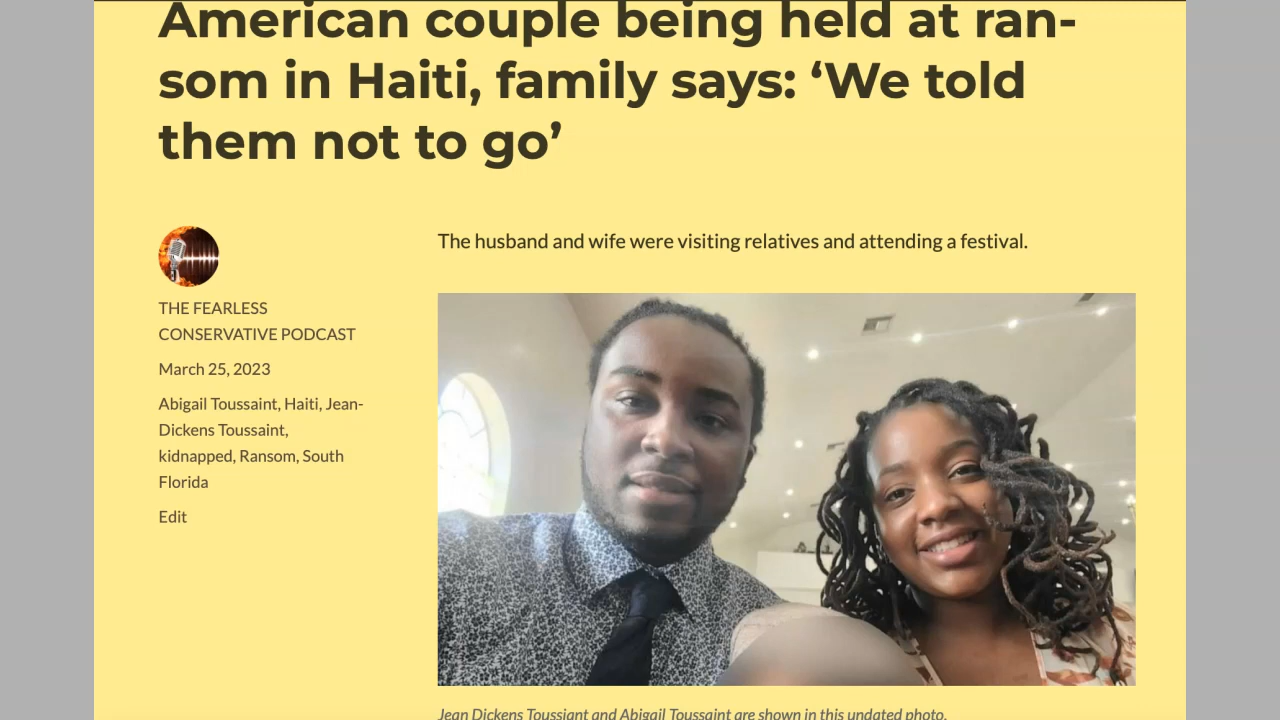 American couple being held at ran-
som in Haiti, family says: ‘We told
them not to go’
The husband and wife were visiting relatives and attending a festival.
THE FEARLESS
CONSERVATIVE PODCAST
March 25, 2023
Abigail Toussaint, Haiti, Jean-
Dickens Toussaint,
kidnapped, Ransom, South
Florida
Edit
Jean Dickens Toussiant and Abigail Toussaint are shown in this undated photo.